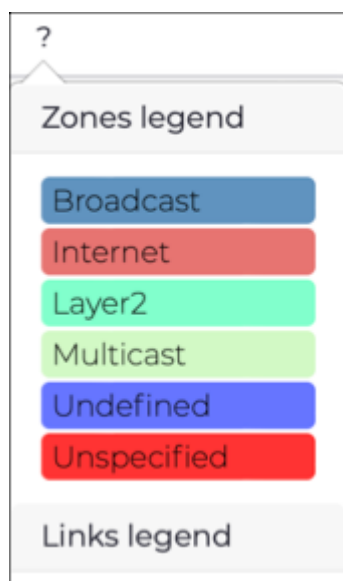 ?
Zones legend
Broadcast
Internet
Layer2
Multicast
Undefined
Unspecified
Links legend